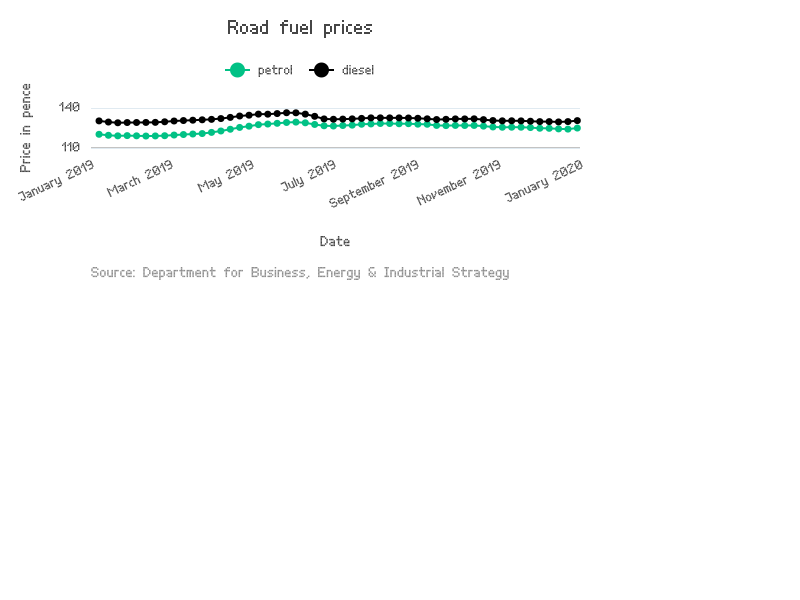 Road fuel prices
petrol
diesel
Price in pence
140
110
January 2019
March 2019
May 2019
July 2019
September 2019
November 2019
January 2020
Date
Source: Department for Business, Energy & Industrial Strategy